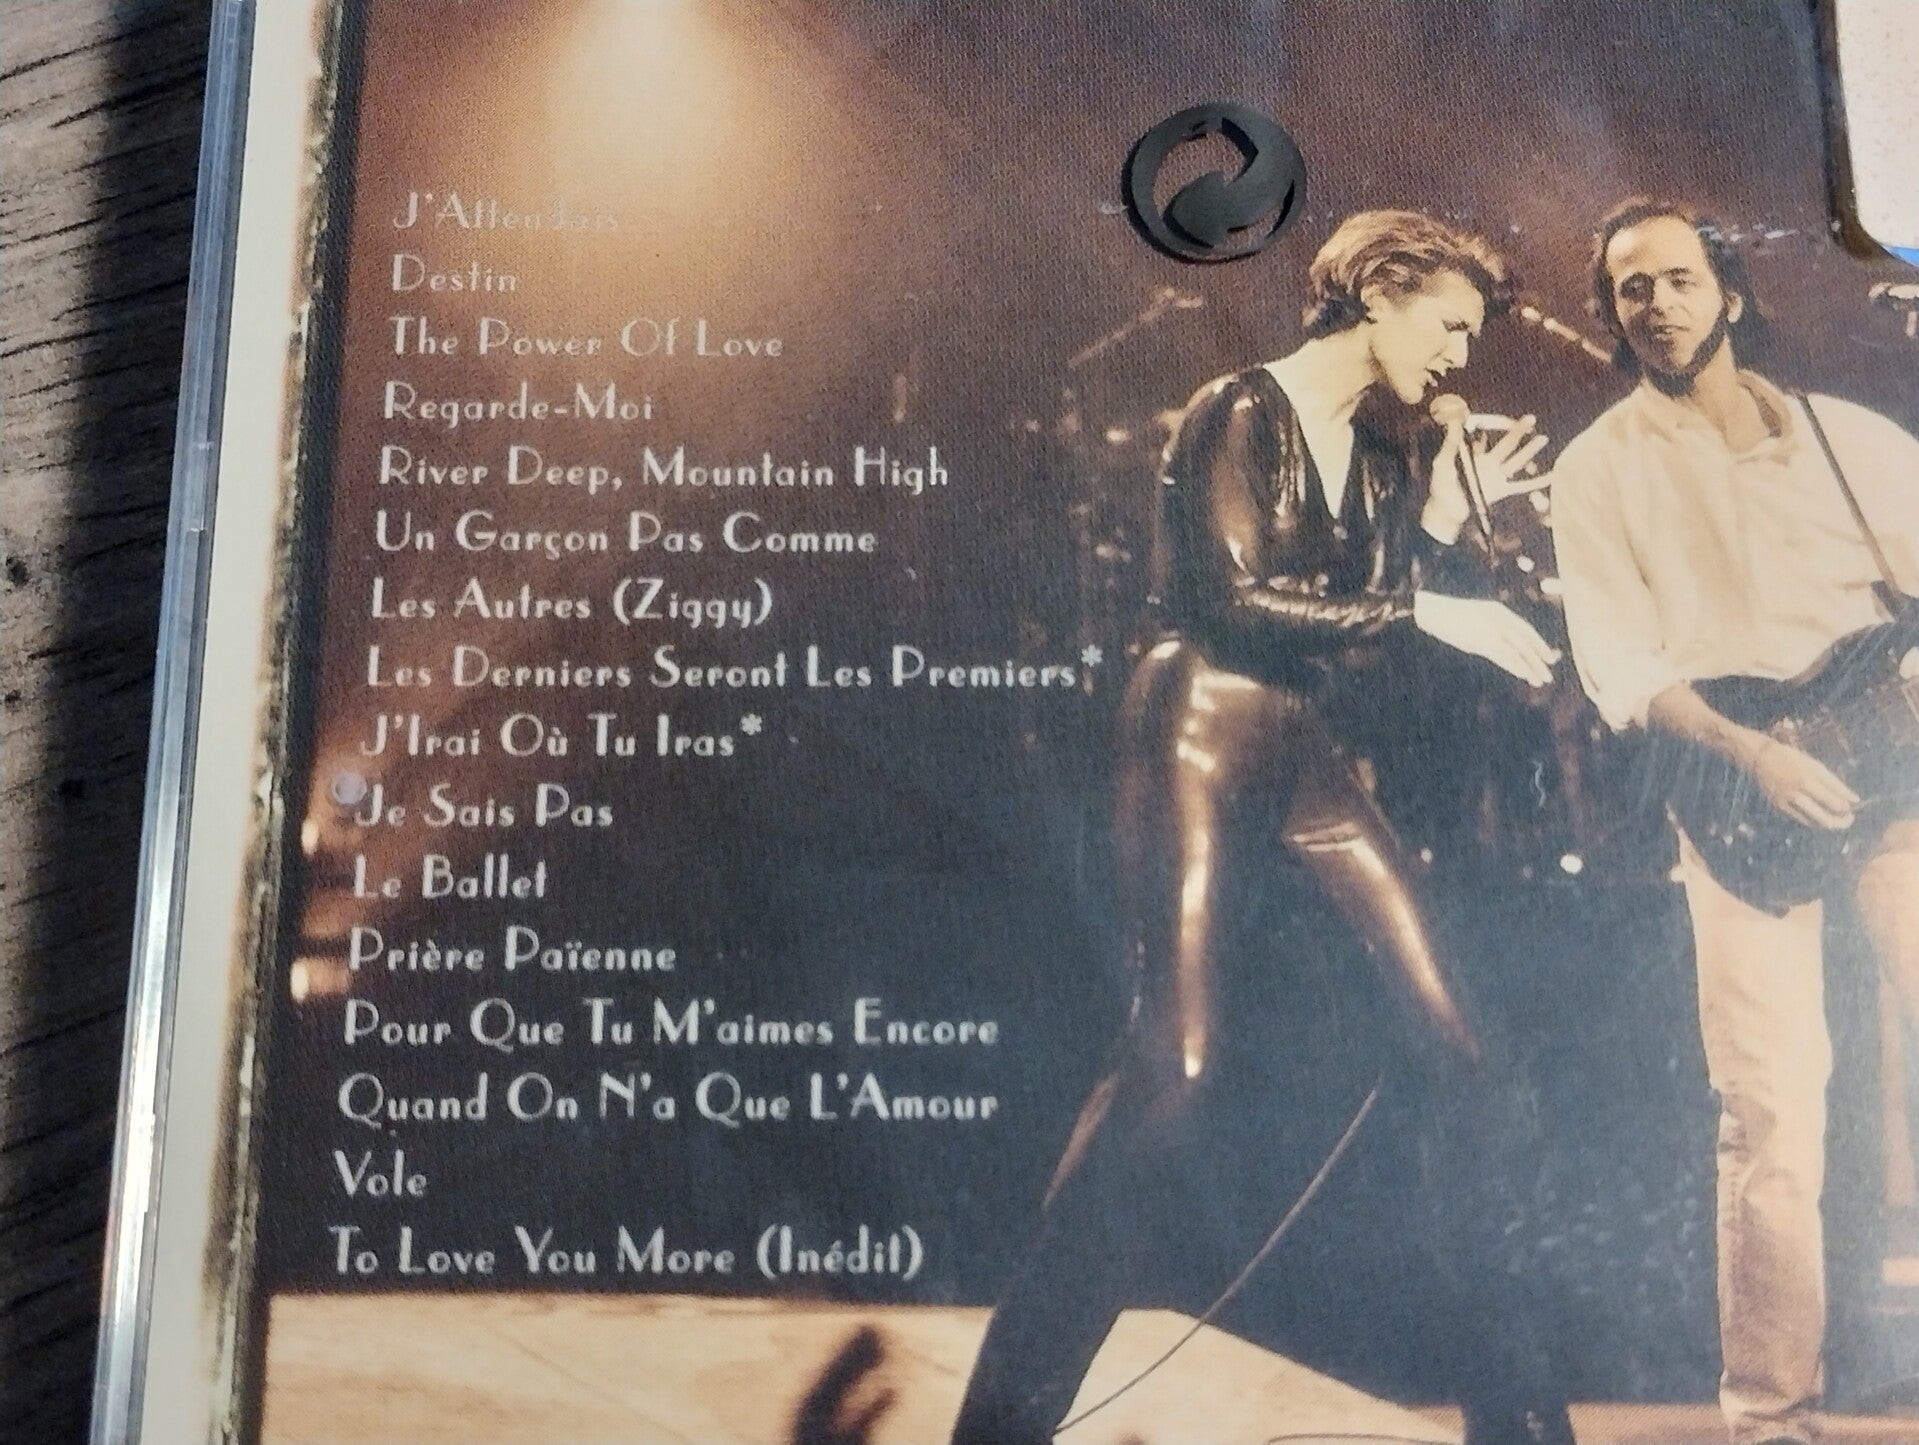 J'Attendais
Destin
The Power Of Love
Regarde-Moi
River Deep, Mountain High
Un Garçon Pas Comme
Les Autres (Ziggy)
Les Derniers Seront Les Premiers*
J'Irai Où Tu Iras*
Je Sais Pas
Le Ballet
Prière Païenne
Pour Que Tu M'aimes Encore
Quand On N'a Que L'Amour
Vole
To Love You More (Inédit)